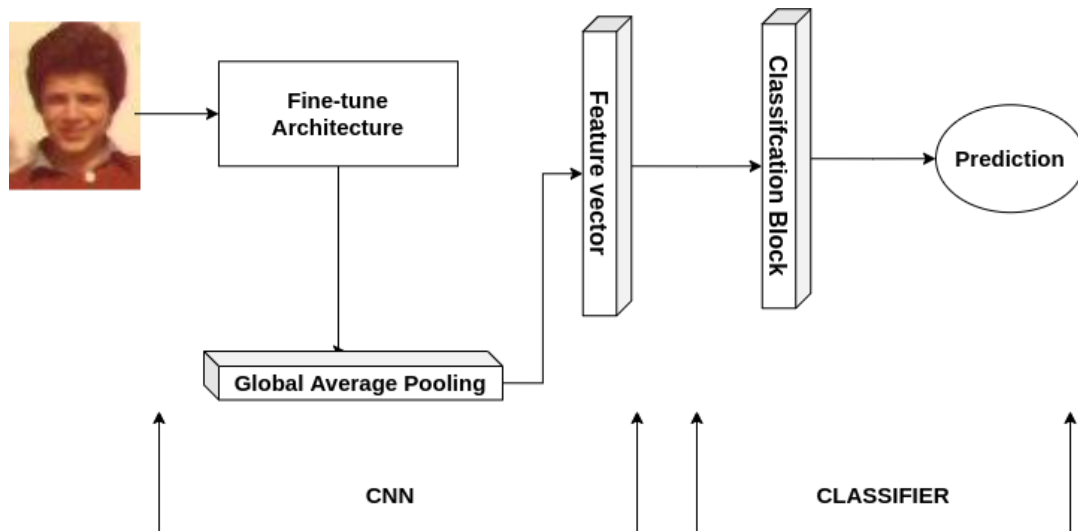 Fine-tune
Architecture
Global Average Pooling
Feature vector
Classifcation Block
Prediction
CNN
CLASSIFIER